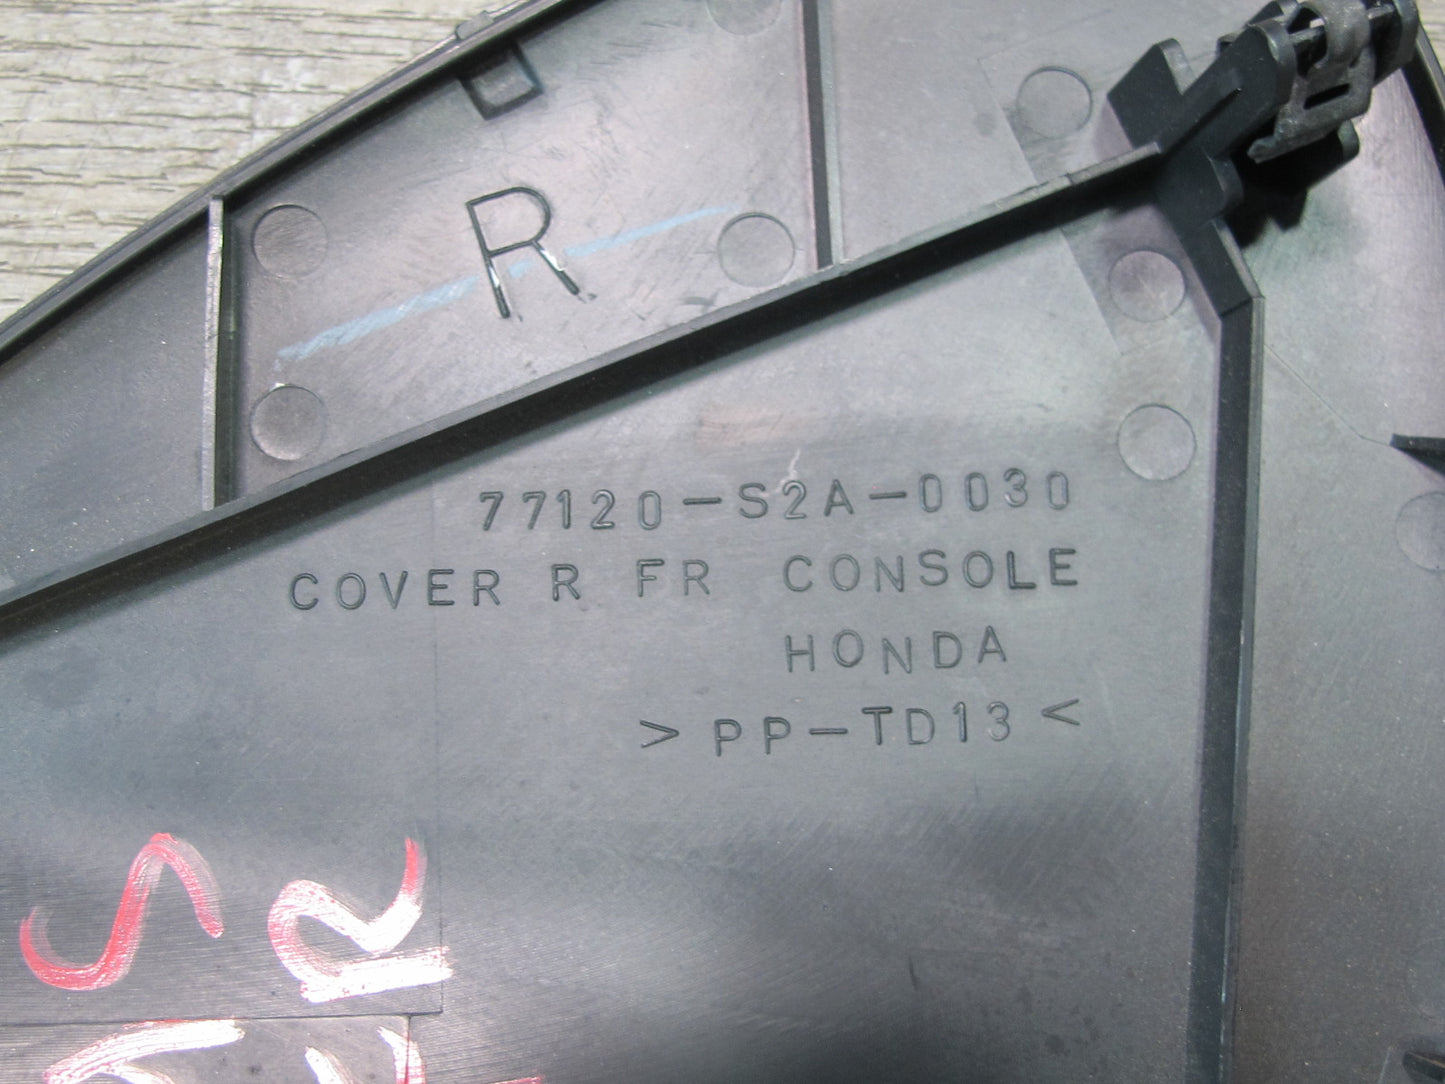 R
77120-S2A-0030
COVER R FR CONSOLE
HONDA
>PP-TD13<
S
R